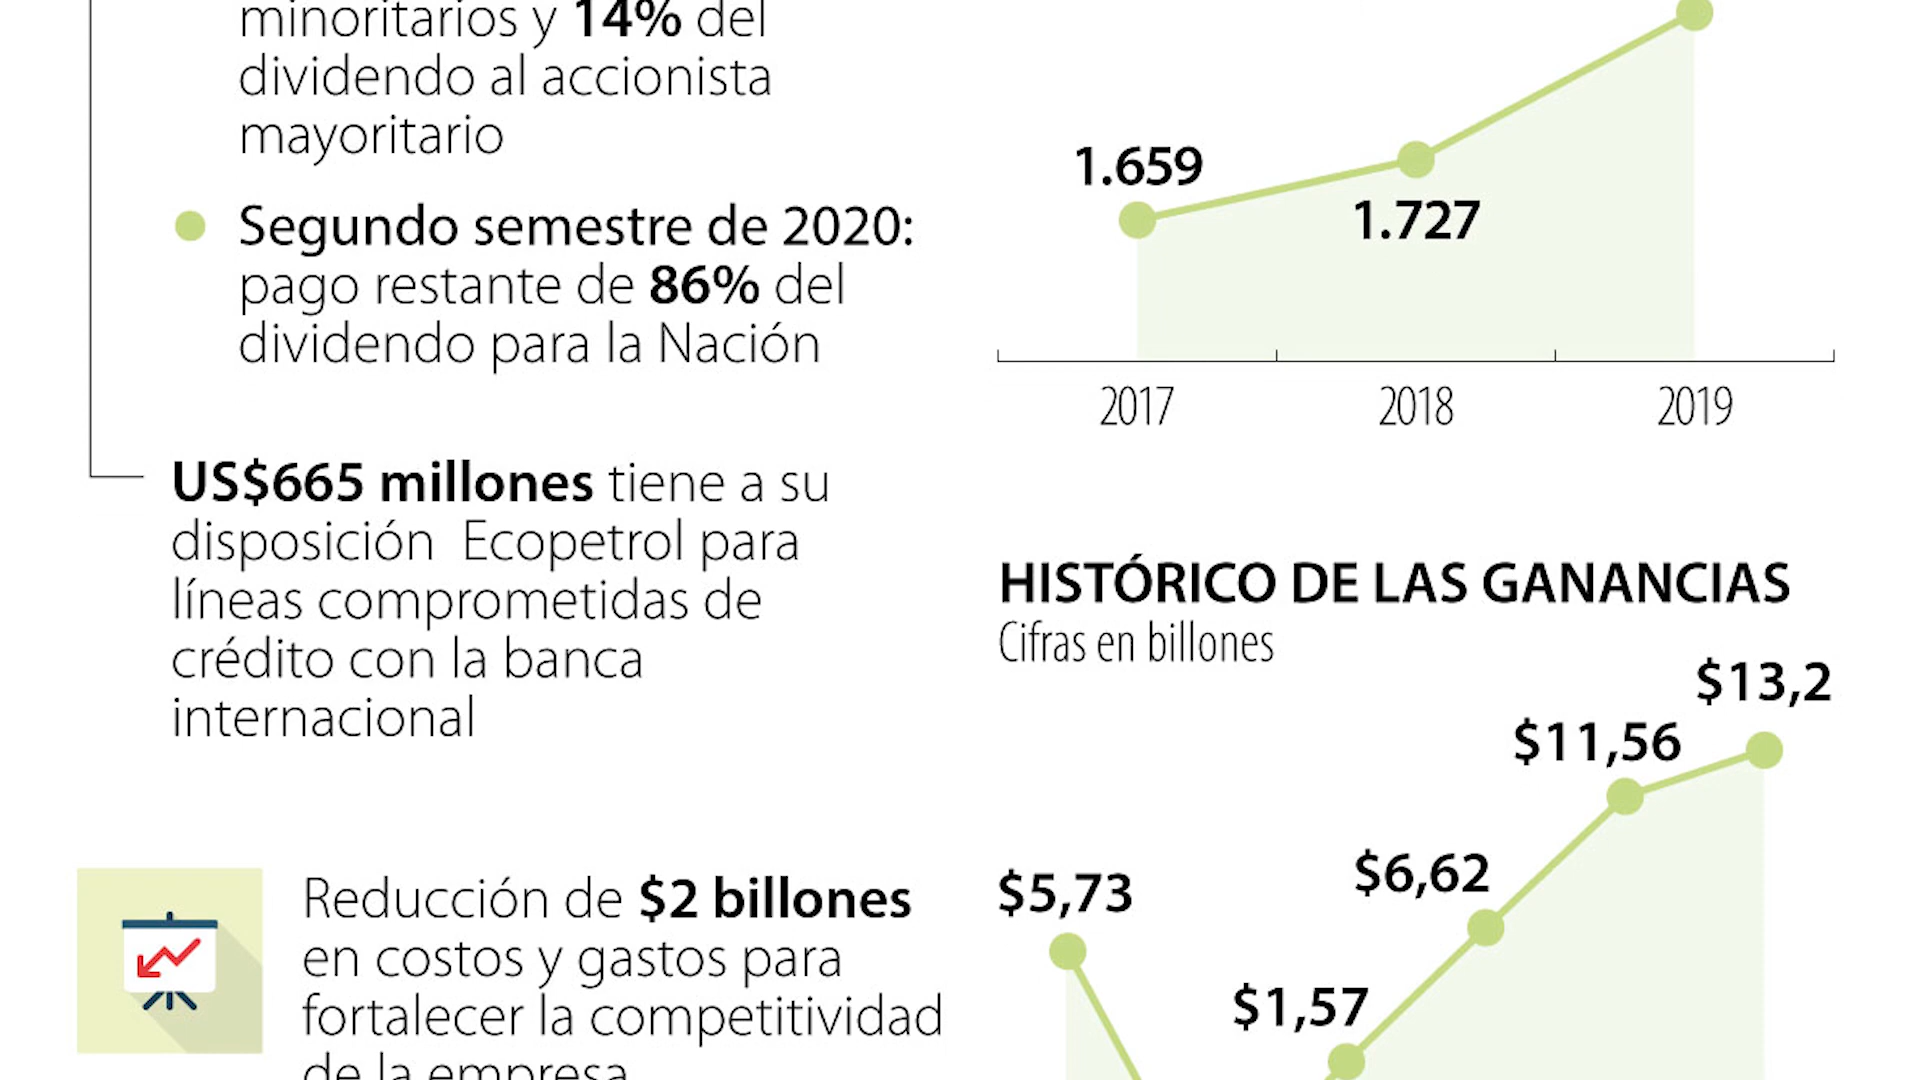 minoritarios y 14% del
dividendo al accionista
mayoritario
Segundo semestre de 2020:
pago restante de 86% del
dividendo para la Nación
US$665 millones tiene a su
disposición Ecopetrol para
líneas comprometidas de
crédito con la banca
internacional
Reducción de $2 billones
en costos y gastos para
fortalecer la competitividad
de la empresa
1.659
1.727
2017
2018
2019
HISTÓRICO DE LAS GANANCIAS
Cifras en billones
$13,2
$11,56
$6,62
$5,73
$1,57